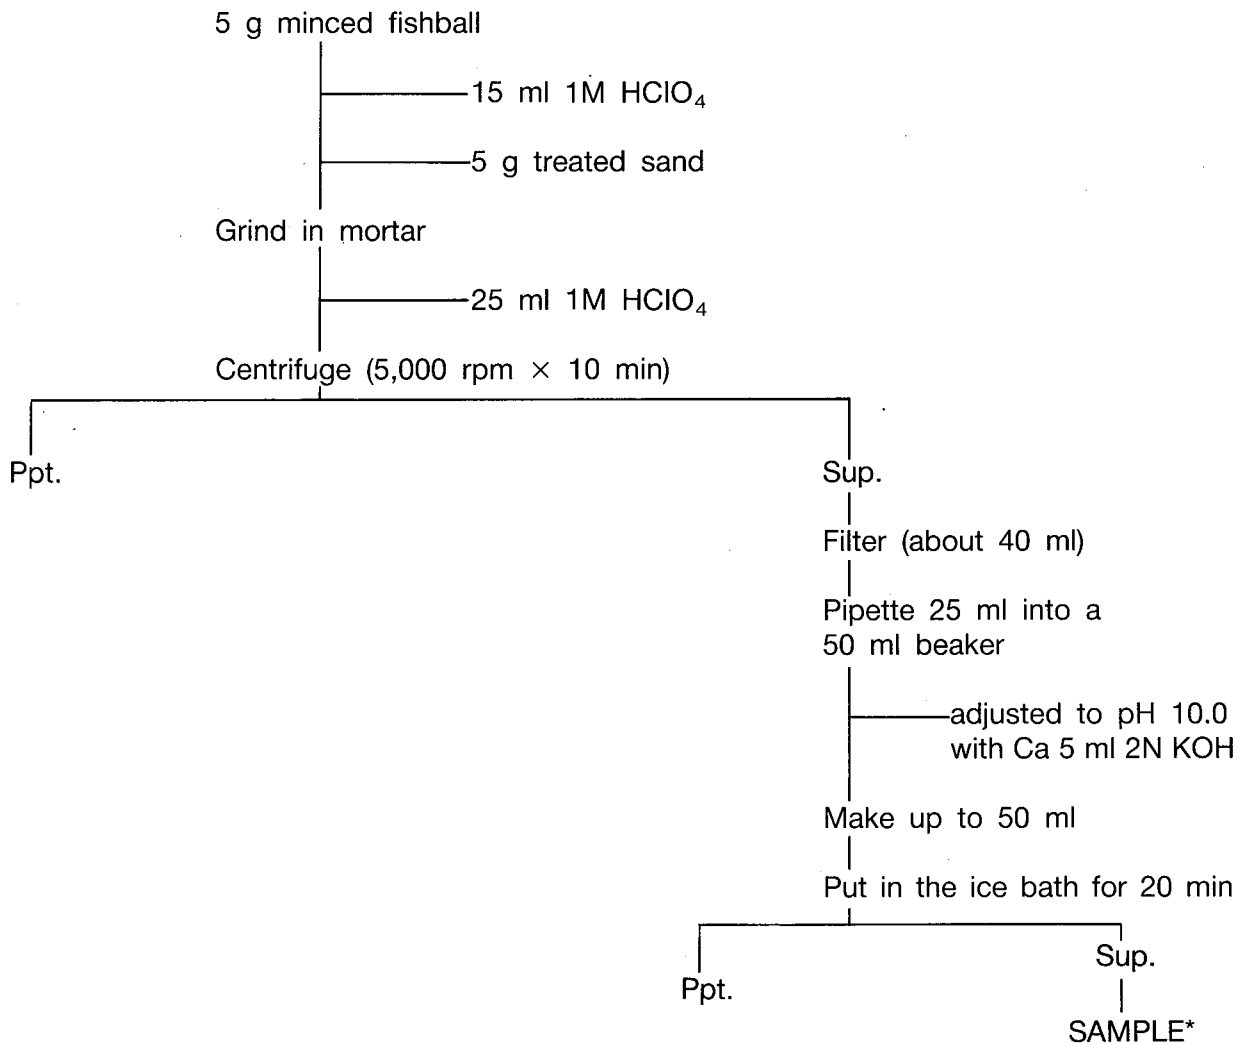 5 g minced fishball
15 ml 1M HClO₄
5 g treated sand
Grind in mortar
25 ml 1M HClO₄
Centrifuge (5,000 rpm × 10 min)
Ppt.
Sup.
Filter (about 40 ml)
Pipette 25 ml into a
50 ml beaker
adjusted to pH 10.0
with Ca 5 ml 2N KOH
Make up to 50 ml
Put in the ice bath for 20 min
Sup.
Ppt.
SAMPLE*